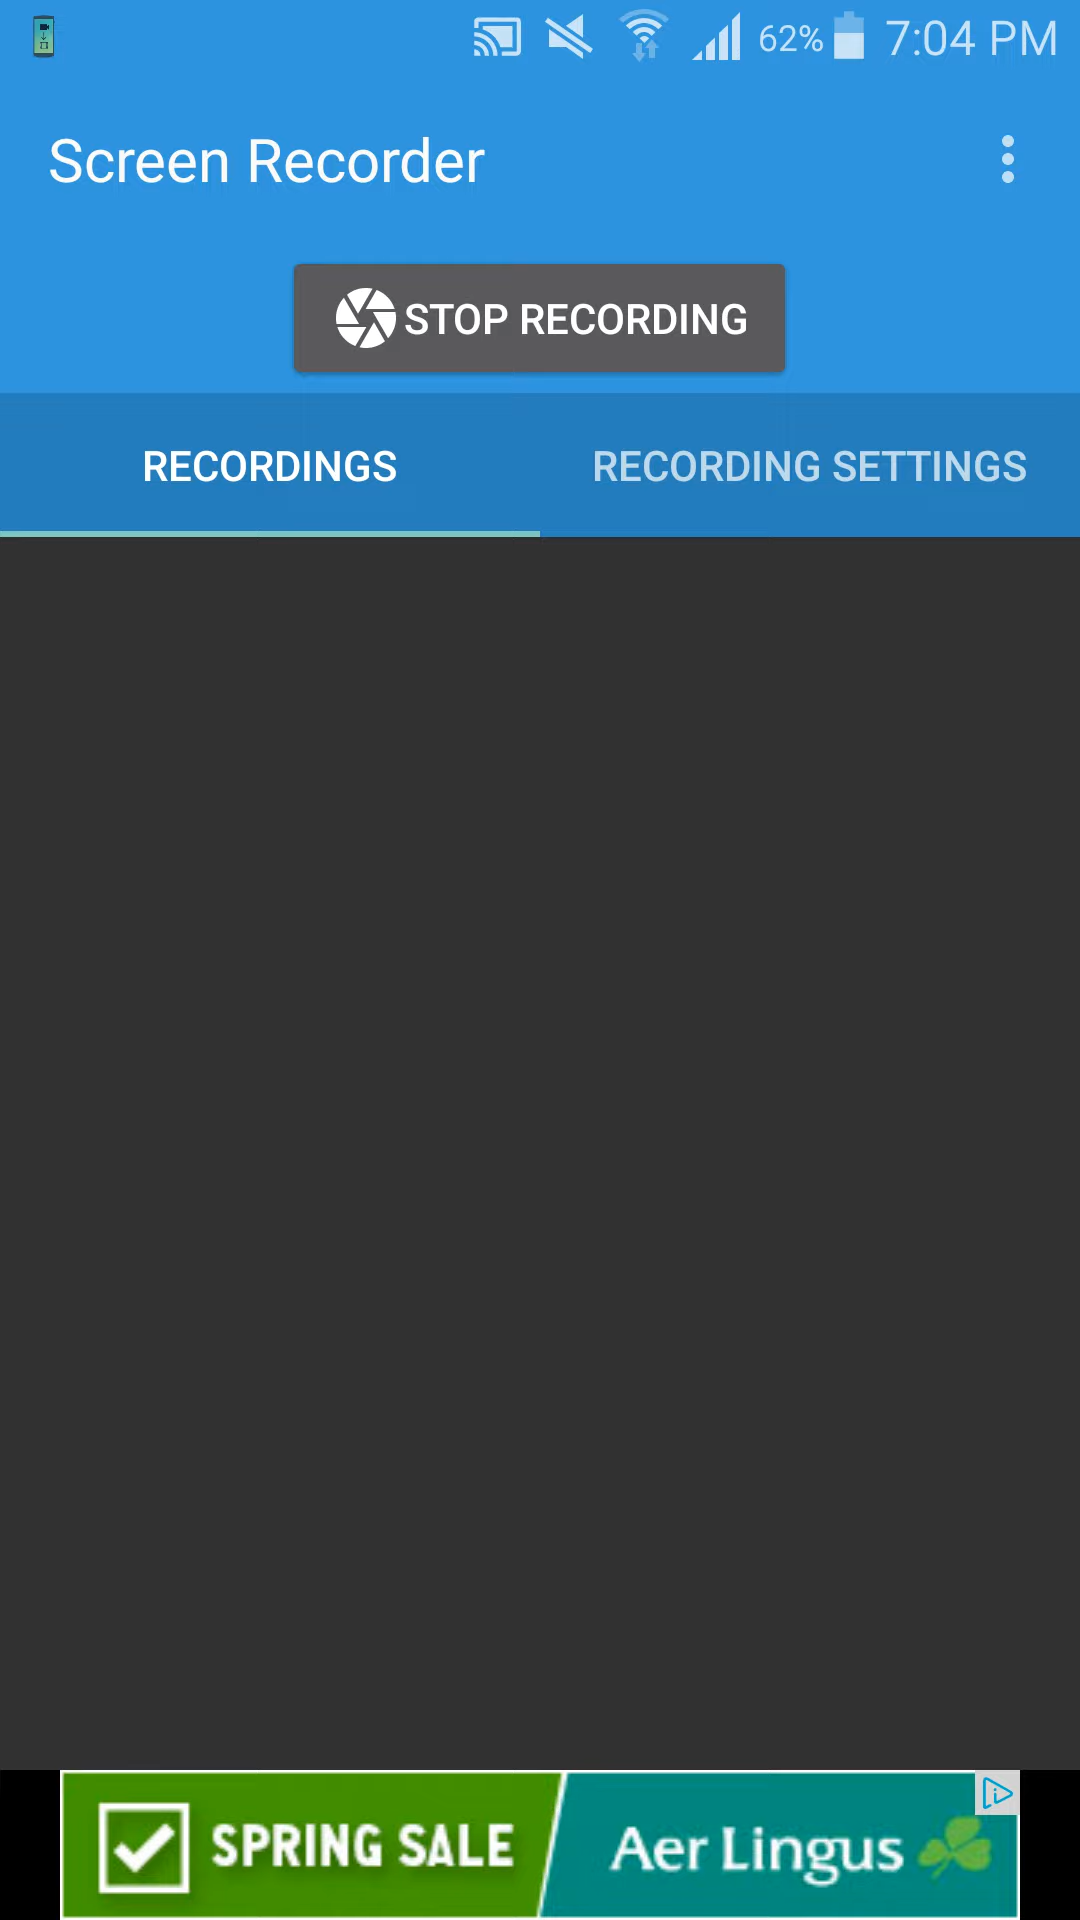 62% 7:04 PM
Screen Recorder
STOP RECORDING
RECORDINGS RECORDING SETTINGS
SPRING SALE Aer Lingus